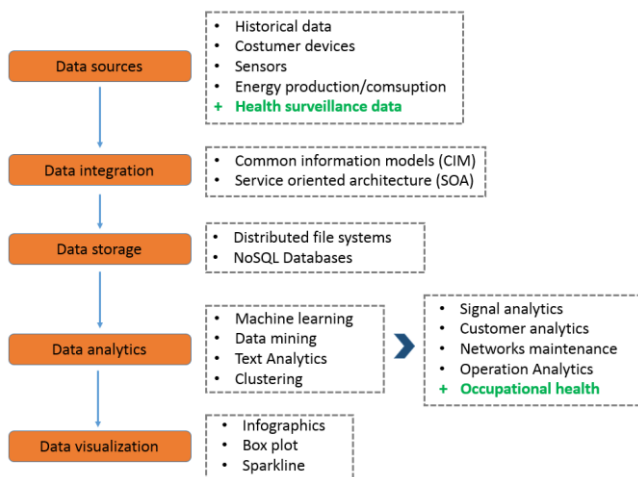 Data sources
• Historical data
• Costumer devices
• Sensors
• Energy production/comsuption
+ Health surveillance data
Data integration
• Common information models (CIM)
• Service oriented architecture (SOA)
Data storage
• Distributed file systems
• NoSQL Databases
Data analytics
• Machine learning
• Data mining
• Text Analytics
• Clustering
• Signal analytics
• Customer analytics
• Networks maintenance
• Operation Analytics
+ Occupational health
Data visualization
• Infographics
• Box plot
• Sparkline